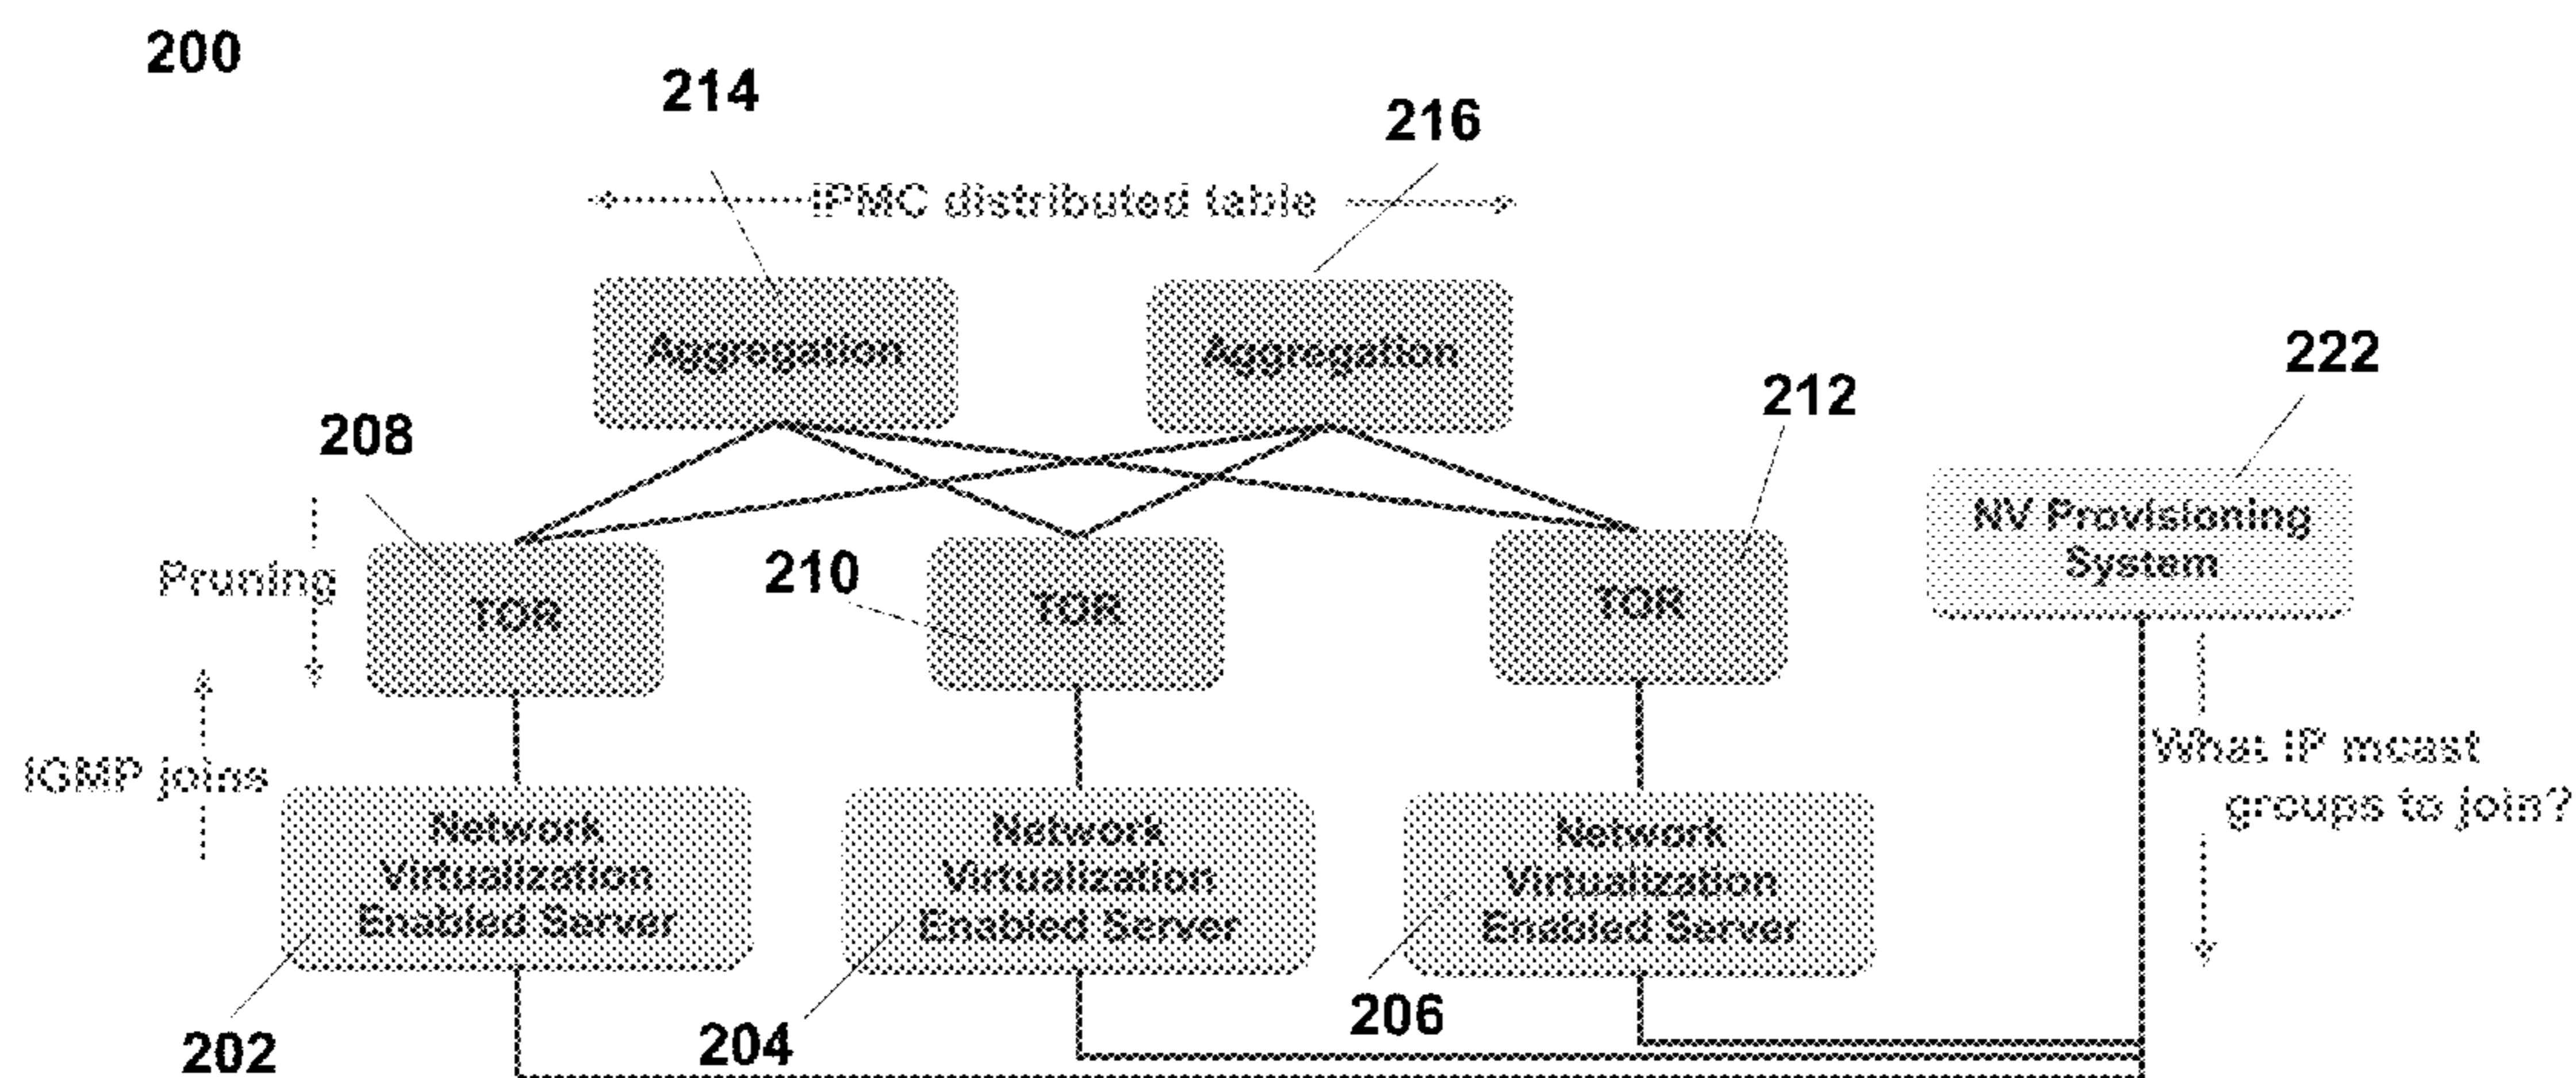 200
214
216
IPMC distributed table
Aggregation
Aggregation
222
212
208
NV Provisioning
System
Pruning
210
TOR
TOR
TOR
IGMP joins
What IP mcast
groups to join?
Network
Virtualization
Enabled Server
Network
Virtualization
Enabled Server
Network
Virtualization
Enabled Server
202
204
206